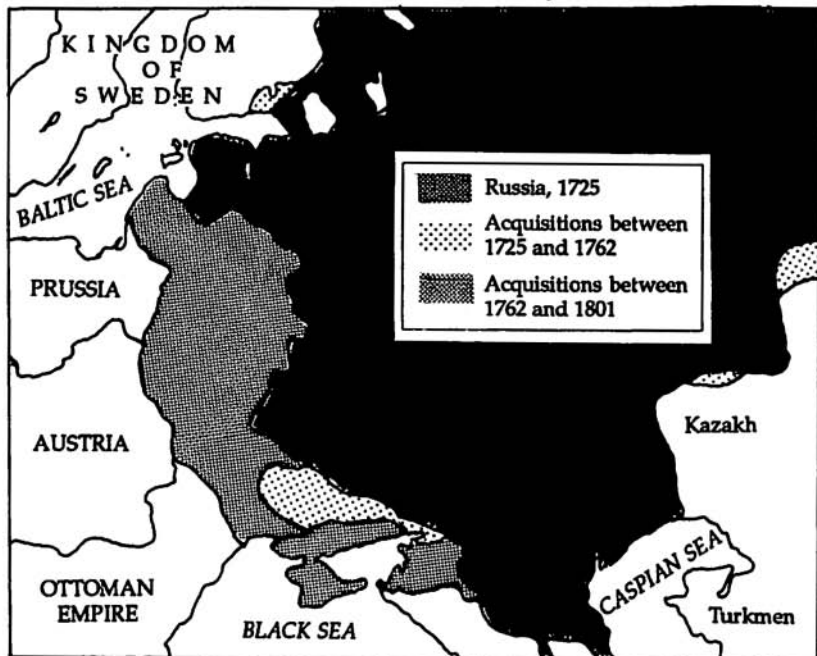 KINGDOM
OF
SWEDEN
BALTIC SEA
PRUSSIA
AUSTRIA
OTTOMAN
EMPIRE
BLACK SEA
Russia, 1725
Acquisitions between
1725 and 1762
Acquisitions between
1762 and 1801
Kazakh
CASPIAN SEA
Turkmen